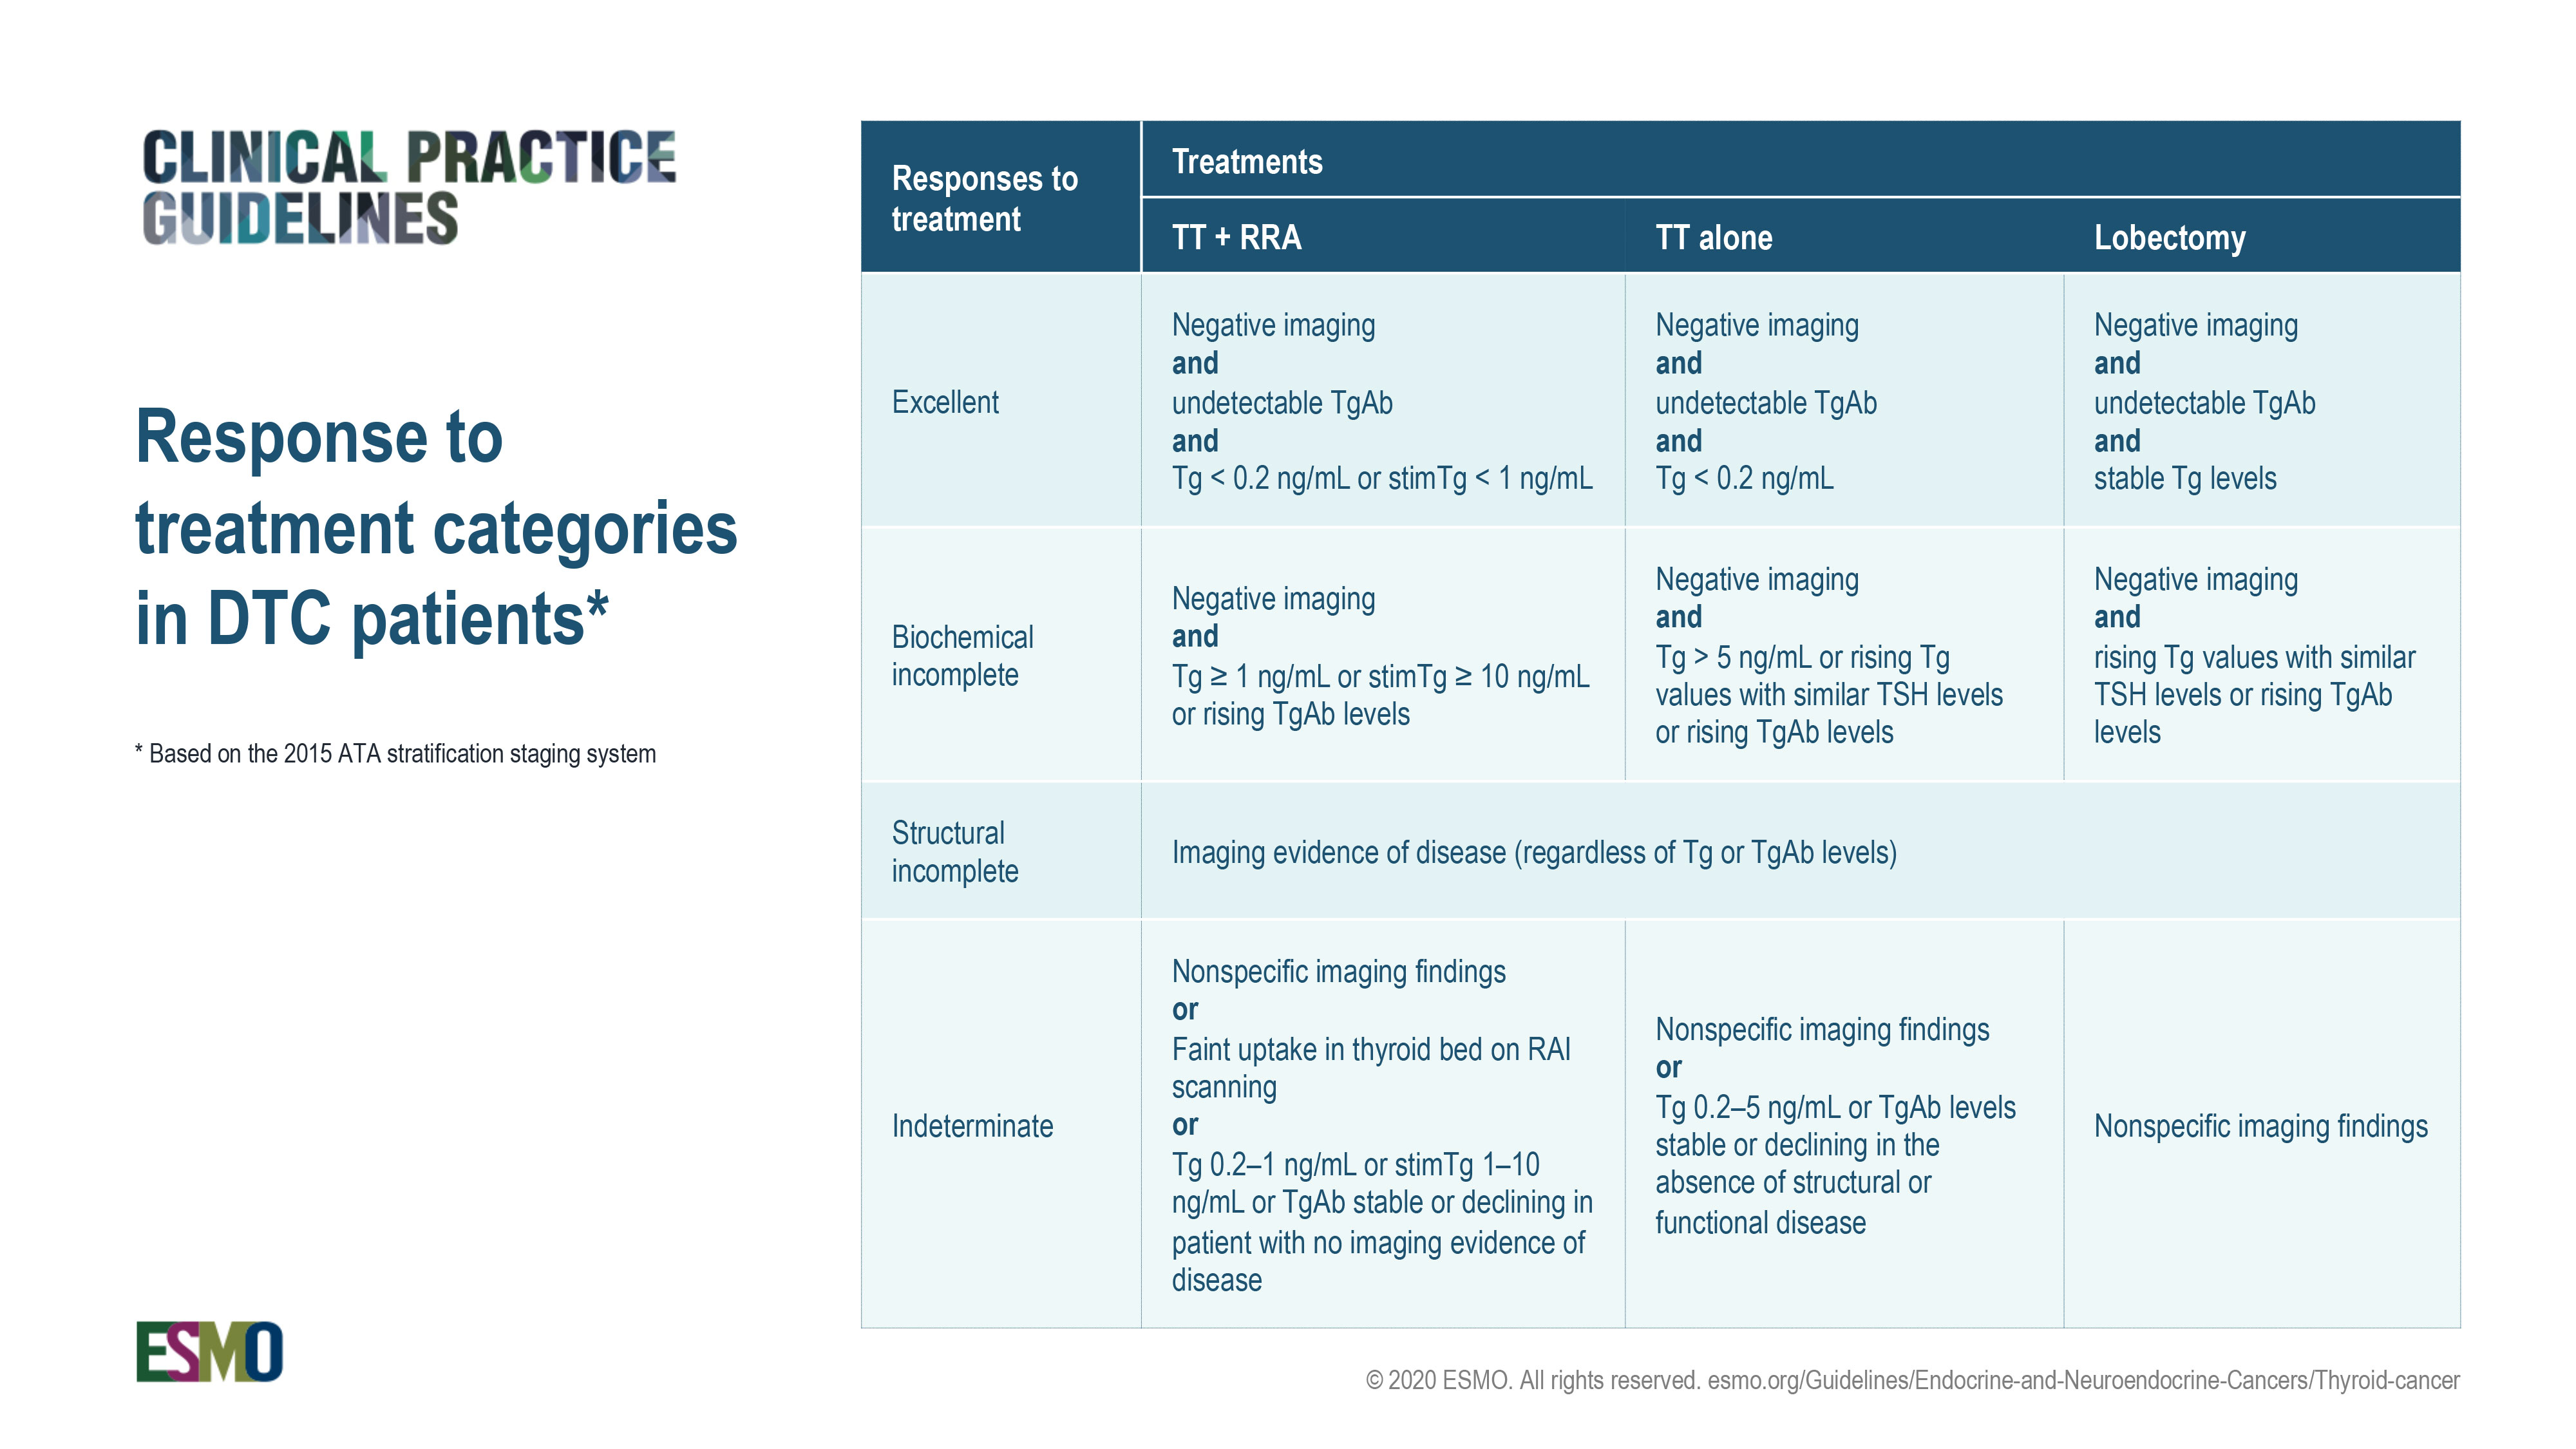 CLINICAL PRACTICE
GUIDELINES
Response to
treatment categories
in DTC patients*
* Based on the 2015 ATA stratification staging system
ESMO
Responses to
treatment
Treatments
TT + RRA
TT alone
Lobectomy
Excellent
Negative imaging
and
undetectable TgAb
and
Tg < 0.2 ng/mL or stimTg < 1 ng/mL
Negative imaging
and
undetectable TgAb
and
Tg < 0.2 ng/mL
Negative imaging
and
undetectable TgAb
and
stable Tg levels
Biochemical
incomplete
Negative imaging
and
Tg ≥ 1 ng/mL or stimTg ≥ 10 ng/mL
or rising TgAb levels
Negative imaging
and
Tg > 5 ng/mL or rising Tg
values with similar TSH levels
or rising TgAb levels
Negative imaging
and
rising Tg values with similar
TSH levels or rising TgAb
levels
Structural
incomplete
Imaging evidence of disease (regardless of Tg or TgAb levels)
Indeterminate
Nonspecific imaging findings
or
Faint uptake in thyroid bed on RAI
scanning
or
Tg 0.2–1 ng/mL or stimTg 1–10
ng/mL or TgAb stable or declining in
patient with no imaging evidence of
disease
Nonspecific imaging findings
or
Tg 0.2–5 ng/mL or TgAb levels
stable or declining in the
absence of structural or
functional disease
Nonspecific imaging findings
© 2020 ESMO. All rights reserved. esmo.org/Guidelines/Endocrine-and-Neuroendocrine-Cancers/Thyroid-cancer